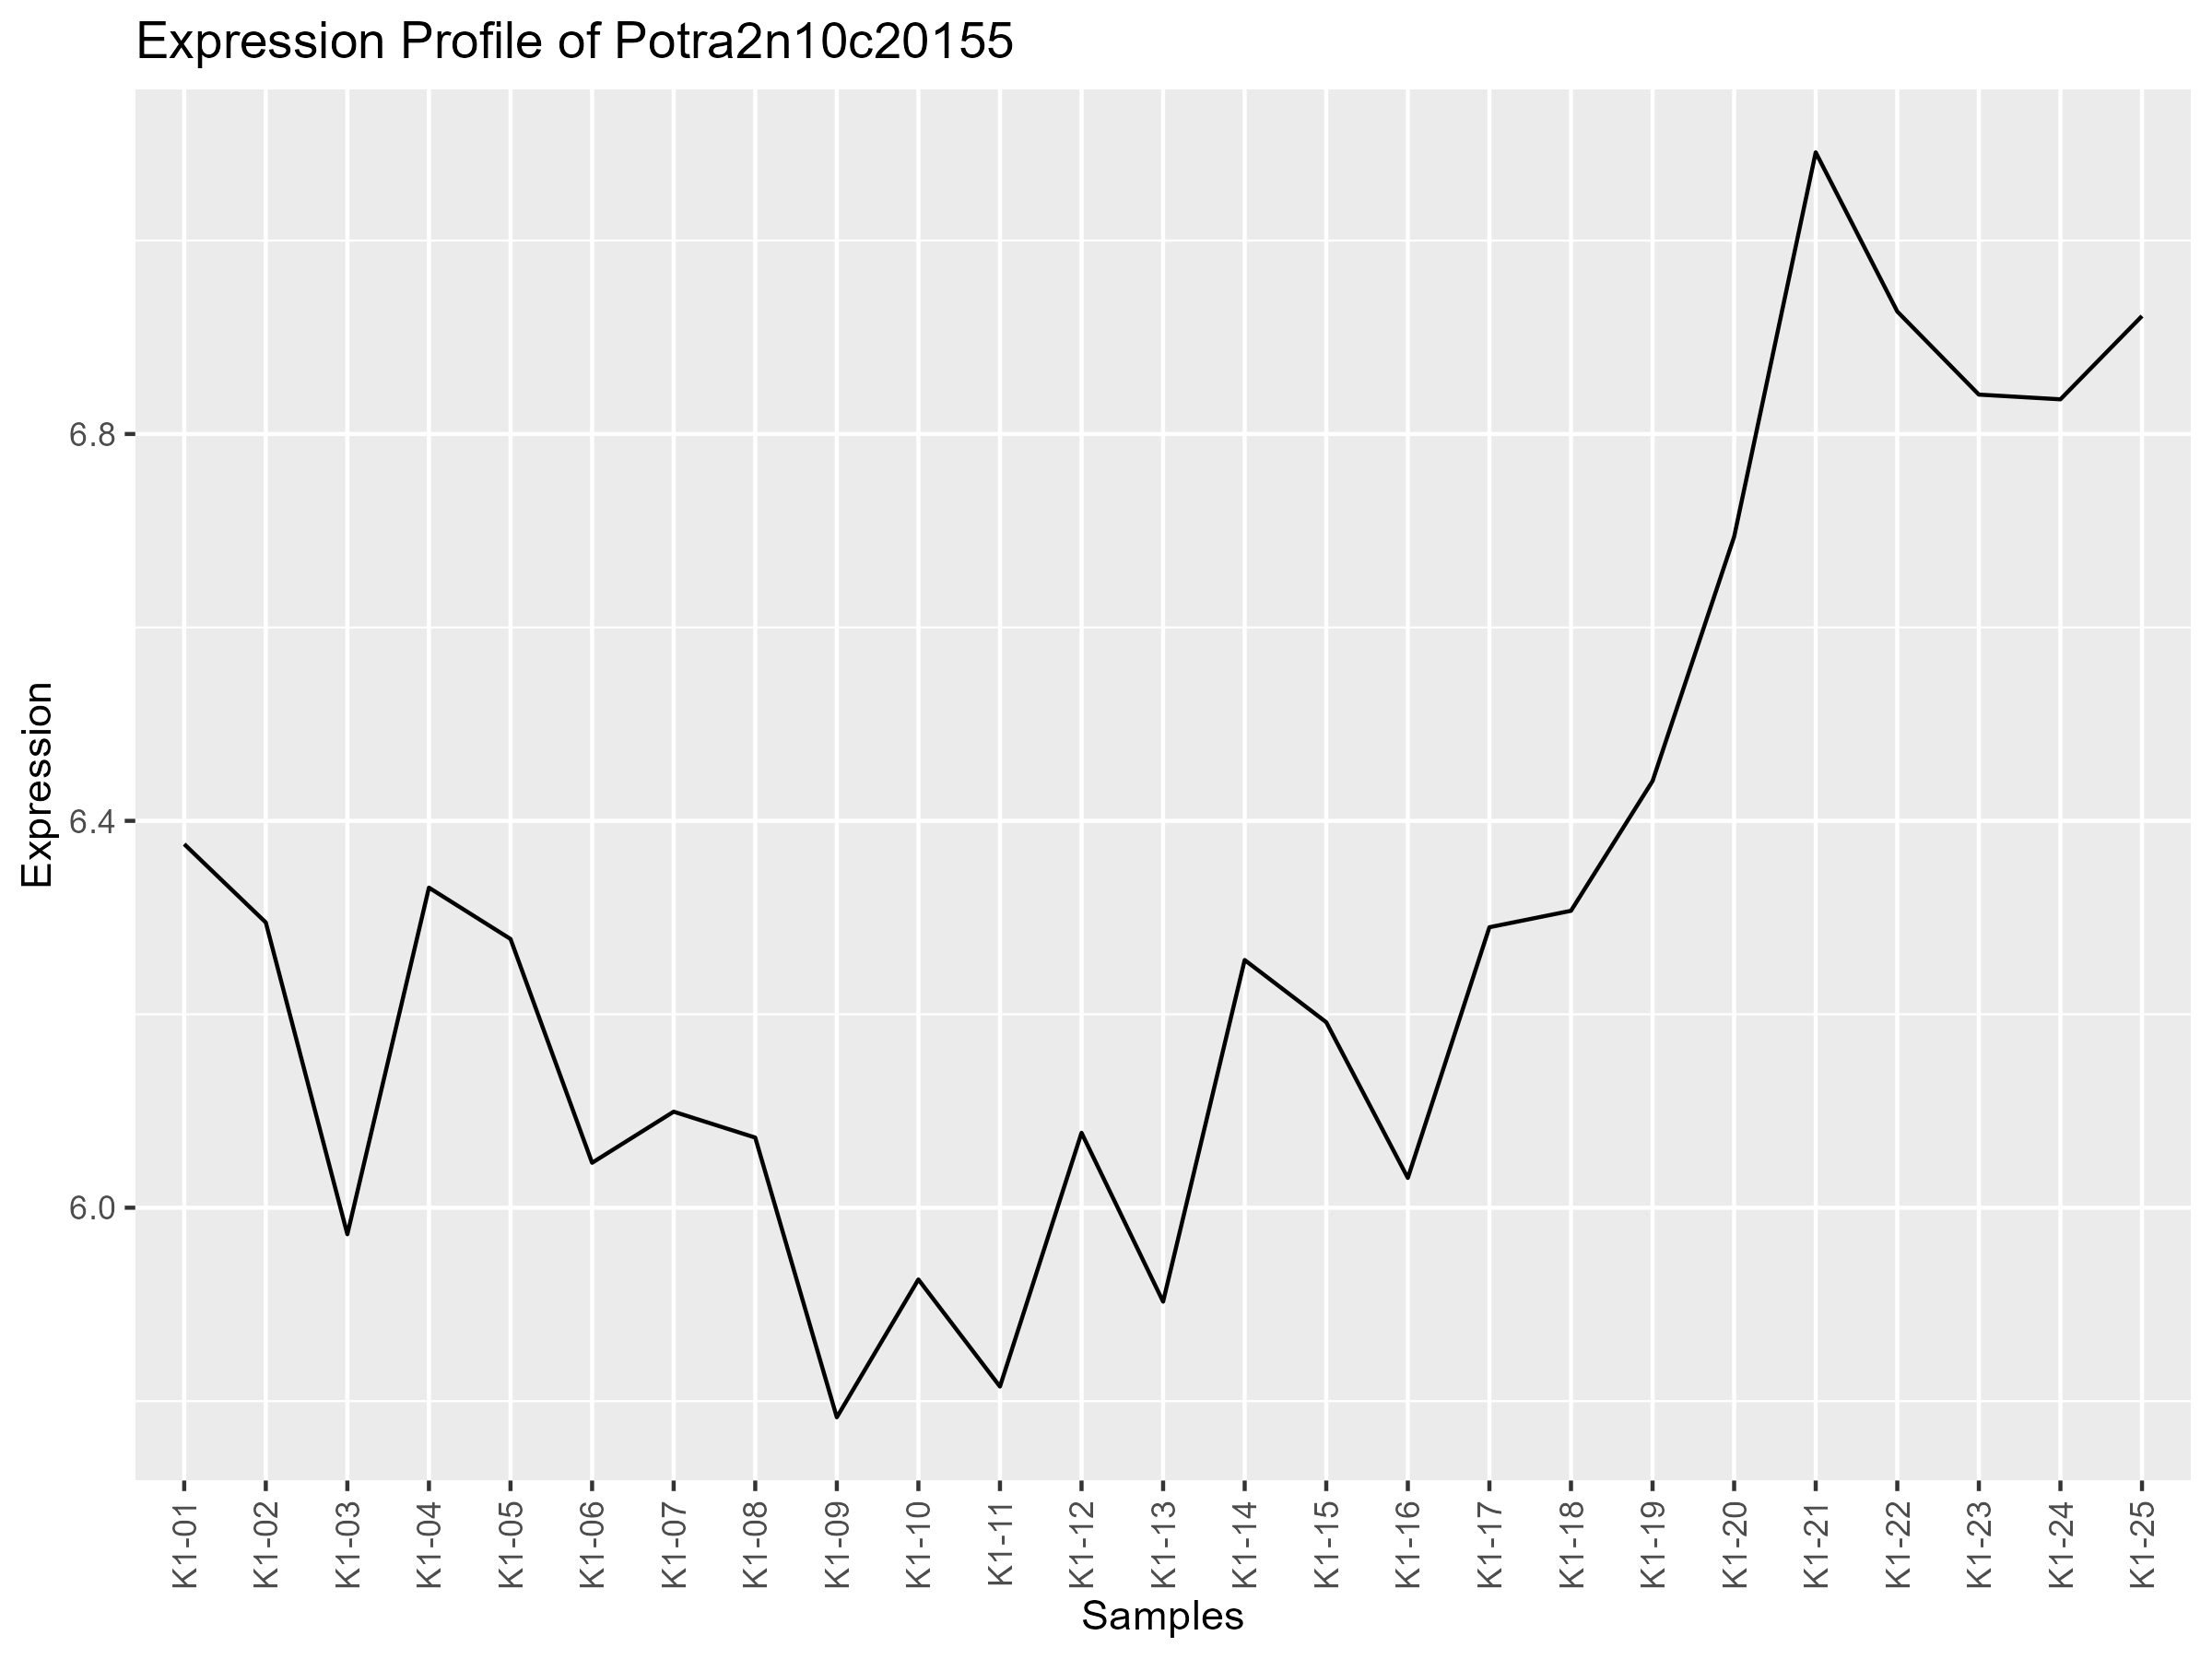 Expression Profile of Potra2n10c20155
Expression
6.8
6.4
6.0
K1-01
K1-02
K1-03
K1-04
K1-05
K1-06
K1-07
K1-08
K1-09
K1-10
K1-11
K1-12
K1-13
K1-14
K1-15
K1-16
K1-17
K1-18
K1-19
K1-20
K1-21
K1-22
K1-23
K1-24
K1-25
Samples